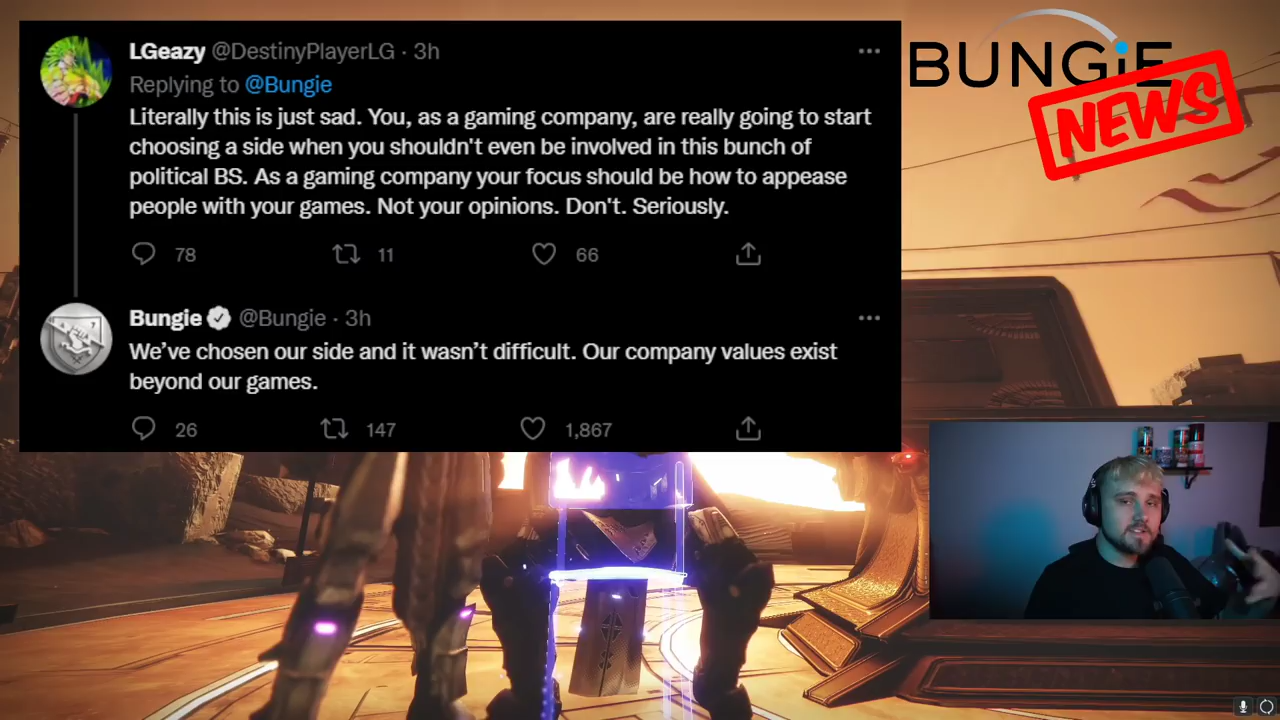 LGeazy @DestinyPlayerLG · 3h
Replying to @Bungie
Literally this is just sad. You, as a gaming company, are really going to start
choosing a side when you shouldn't even be involved in this bunch of
political BS. As a gaming company your focus should be how to appease
people with your games. Not your opinions. Don't. Seriously.
78 11 66
Bungie @Bungie · 3h
We've chosen our side and it wasn't difficult. Our company values exist
beyond our games.
26 147 1,867
BUNGiE
NEWS